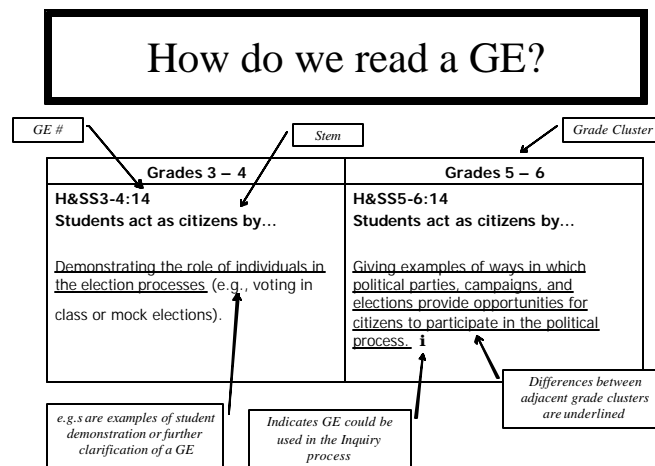 How do we read a GE?
GE #
Stem
Grade Cluster
Grades 3 – 4
Grades 5 – 6
H&SS3-4:14
Students act as citizens by…
Demonstrating the role of individuals in
the election processes (e.g., voting in
class or mock elections).
H&SS5-6:14
Students act as citizens by…
Giving examples of ways in which
political parties, campaigns, and
elections provide opportunities for
citizens to participate in the political
process. i
e.g.s are examples of student
demonstration or further
clarification of a GE
Indicates GE could be
used in the Inquiry
process
Differences between
adjacent grade clusters
are underlined